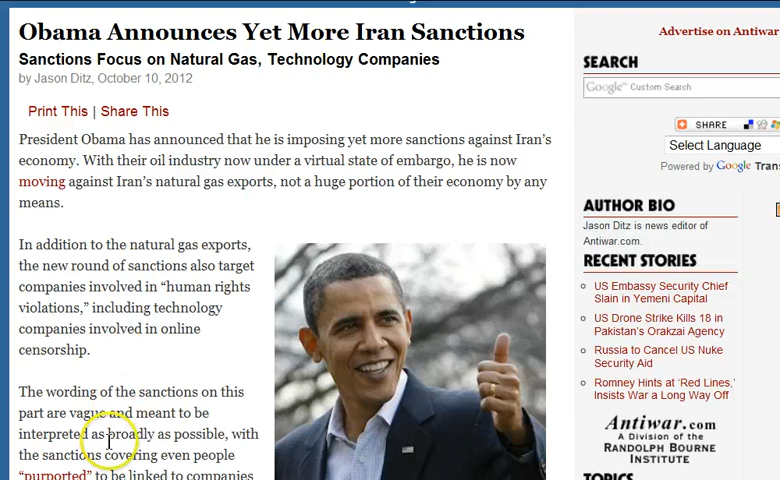 Obama Announces Yet More Iran Sanctions
Sanctions Focus on Natural Gas, Technology Companies
by Jason Ditz, October 10, 2012
Print This | Share This
President Obama has announced that he is imposing yet more sanctions against Iran's
economy. With their oil industry now under a virtual state of embargo, he is now
moving against Iran's natural gas exports, not a huge portion of their economy by any
means.
In addition to the natural gas exports,
the new round of sanctions also target
companies involved in “human rights
violations,” including technology
companies involved in online
censorship.
The wording of the sanctions on this
part are vague and meant to be
interpreted as broadly as possible, with
the sanctions covering even people
“purported” to be linked to companies
Advertise on Antiwar
SEARCH
Google™ Custom Search
SHARE
Select Language
Powered by Google Tran
AUTHOR BIO
Jason Ditz is news editor of
Antiwar.com.
RECENT STORIES
US Embassy Security Chief
Slain in Yemeni Capital
US Drone Strike Kills 18 in
Pakistan's Orakzai Agency
Russia to Cancel US Nuke
Security Aid
Romney Hints at ‘Red Lines,’
Insists War a Long Way Off
Antiwar.com
A Division of the
RANDOLPH BOURNE
INSTITUTE
TOPICS